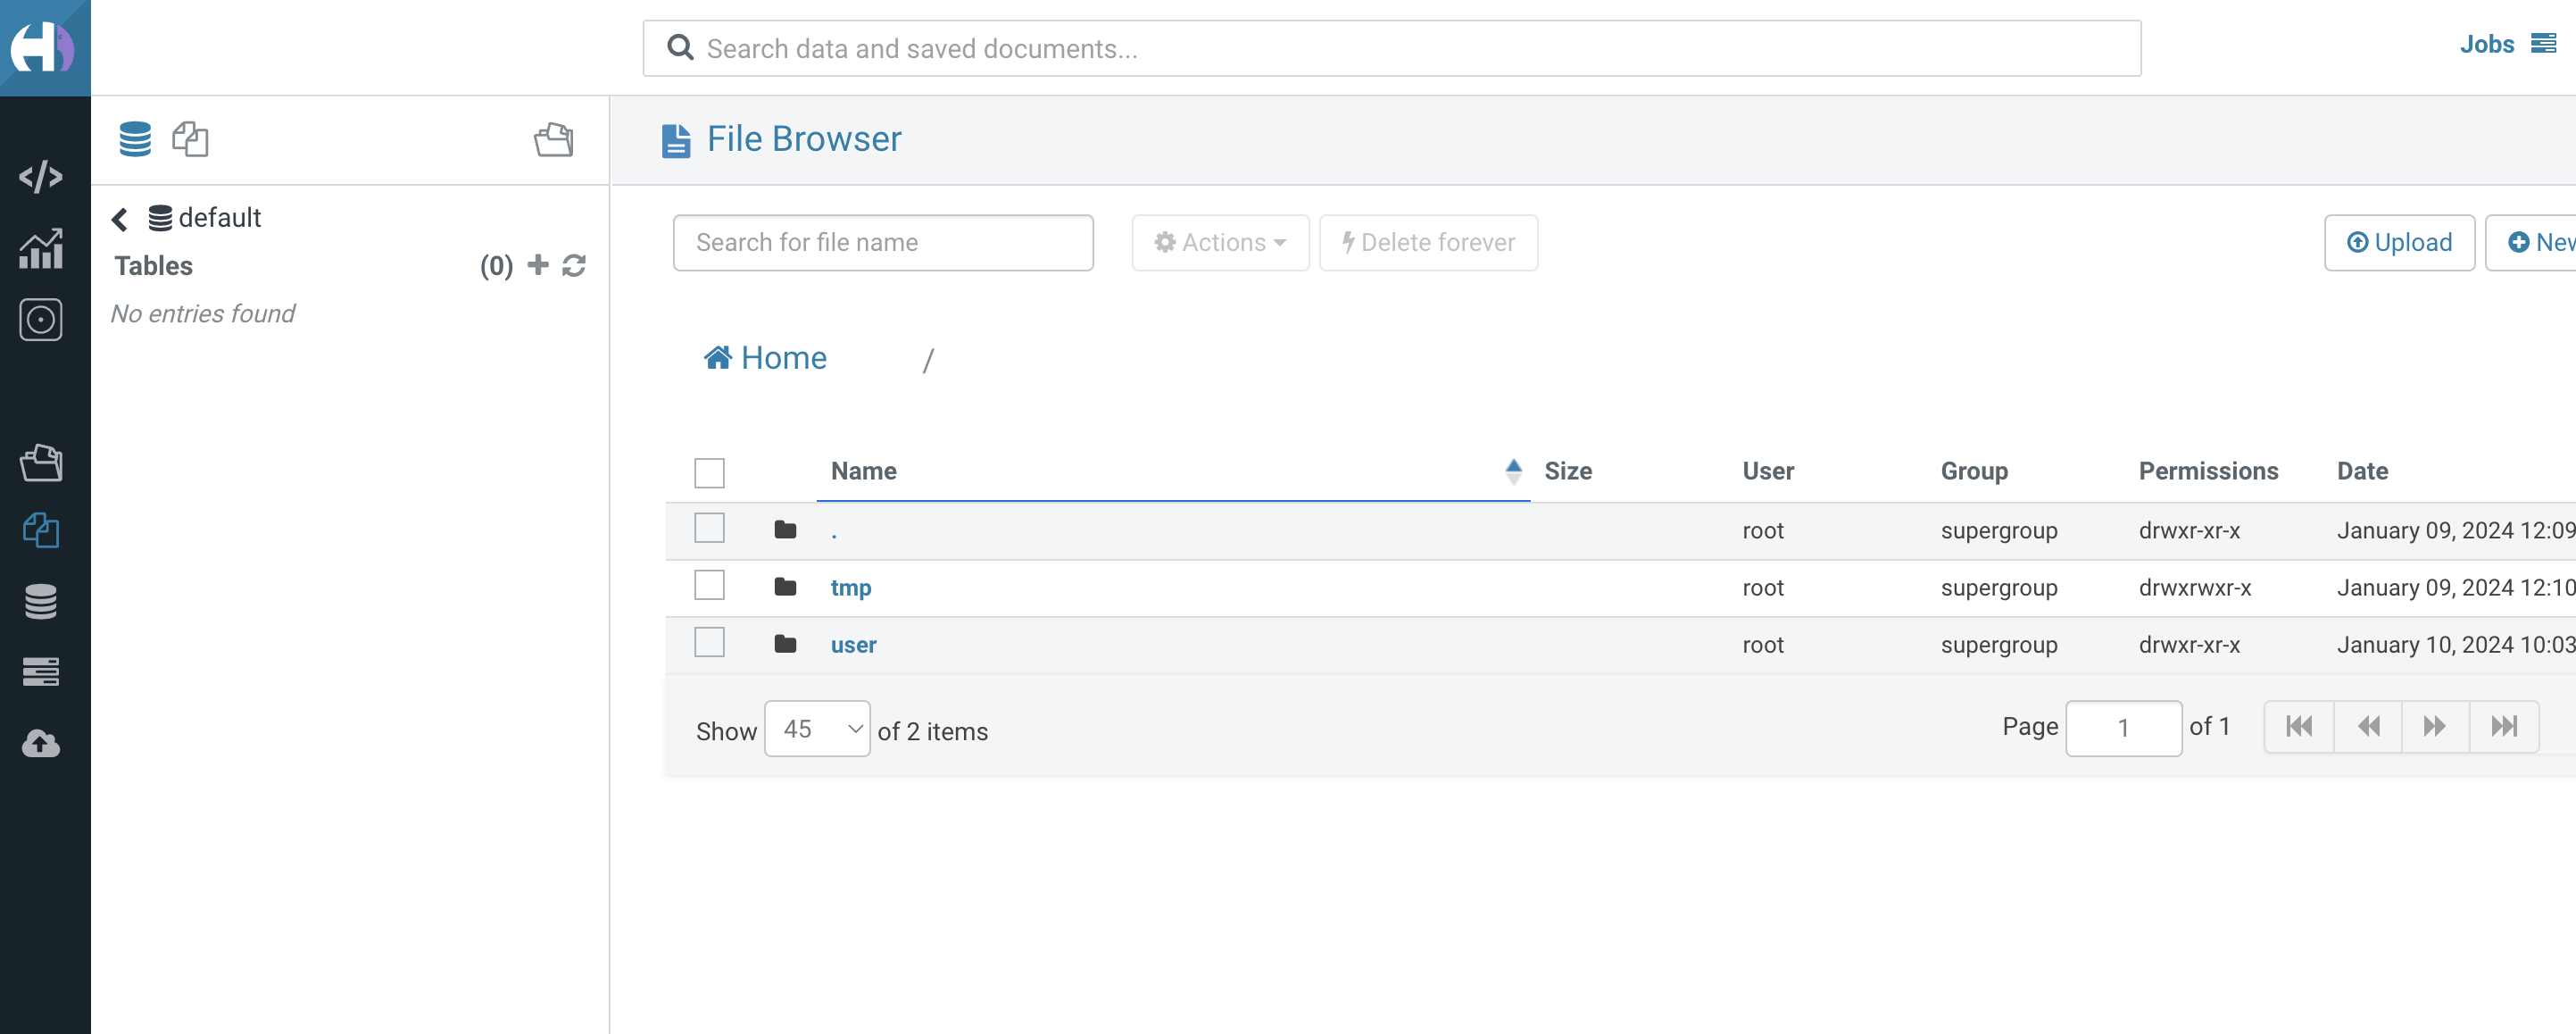 Search data and saved documents...
Jobs
File Browser
default
Tables (0)
No entries found
Search for file name
Actions
Delete forever
Upload
New
Home /
Name Size User Group Permissions Date
. root supergroup drwxr-xr-x January 09, 2024 12:09
tmp root supergroup drwxrwxr-x January 09, 2024 12:10
user root supergroup drwxr-xr-x January 10, 2024 10:03
Show 45 of 2 items Page 1 of 1